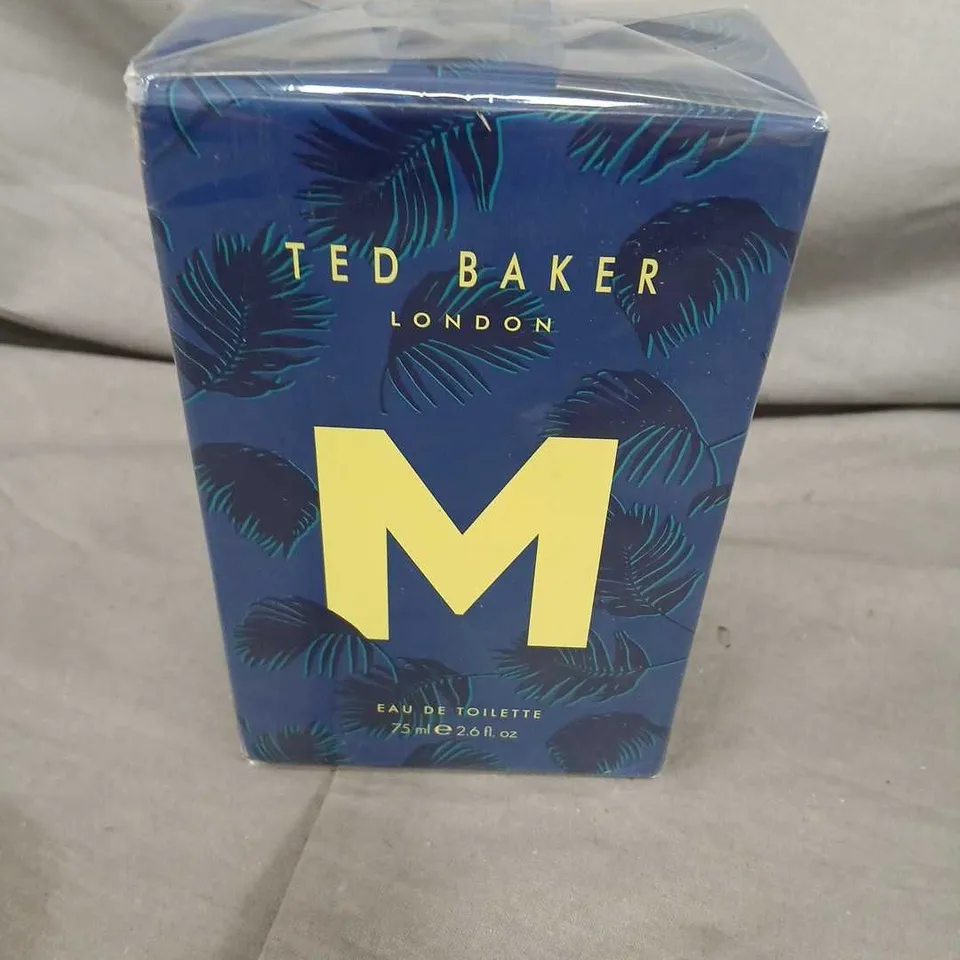 TED BAKER
LONDON
M
EAU DE TOILETTE
75 ml e 2.6 fl. oz